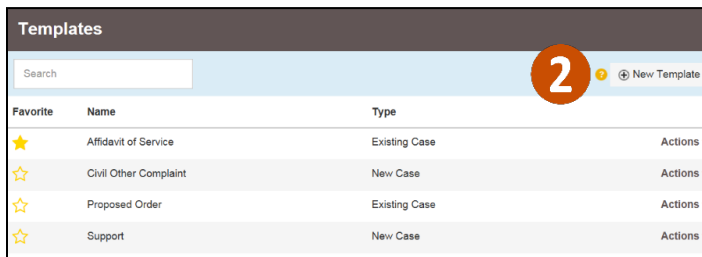 Templates
Search 2 ? New Template
Favorite Name Type
Affidavit of Service Existing Case Actions
Civil Other Complaint New Case Actions
Proposed Order Existing Case Actions
Support New Case Actions